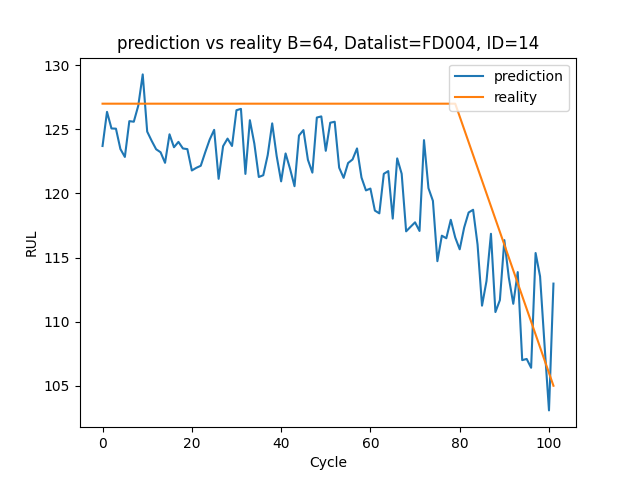 prediction vs reality B=64, Datalist=FD004, ID=14
prediction
reality
RUL
130
125
120
115
110
105
0 20 40 60 80 100
Cycle